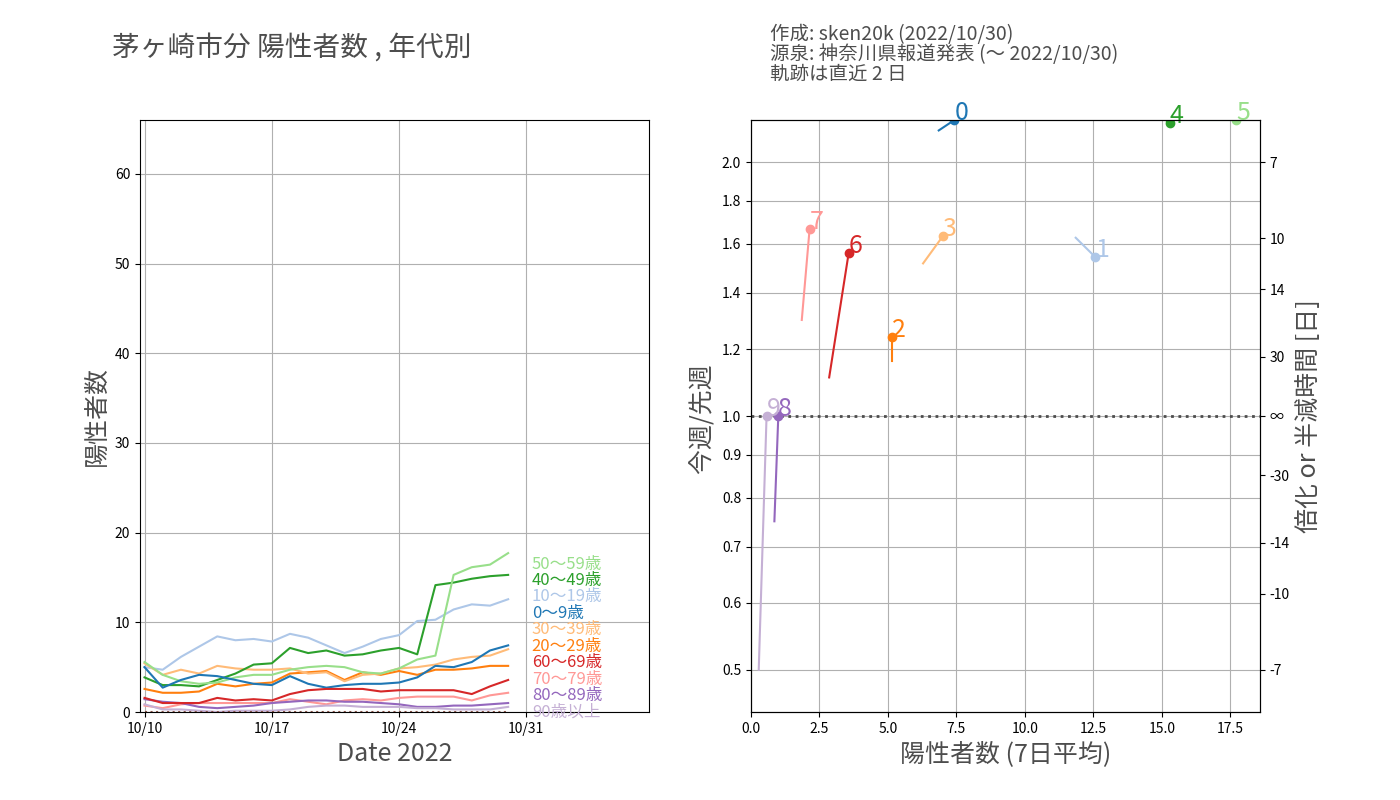 茅ヶ崎市分 陽性者数 , 年代別
作成: sken20k (2022/10/30)
源泉: 神奈川県報道発表 (〜 2022/10/30)
軌跡は直近 2 日
陽性者数
60
50
40
30
20
10
0
10/10
10/17
10/24
10/31
Date 2022
50〜59歳
40〜49歳
10〜19歳
0〜9歳
30〜39歳
20〜29歳
60〜69歳
70〜79歳
80〜89歳
90歳以上
今週/先週
2.0
1.8
1.6
1.4
1.2
1.0
0.9
0.8
0.7
0.6
0.5
0
4
5
7
3
6
1
2
9
8
7
10
14
30
∞
-30
-14
-10
-7
倍化 or 半減時間 [日]
0.0
2.5
5.0
7.5
10.0
12.5
15.0
17.5
陽性者数 (7日平均)